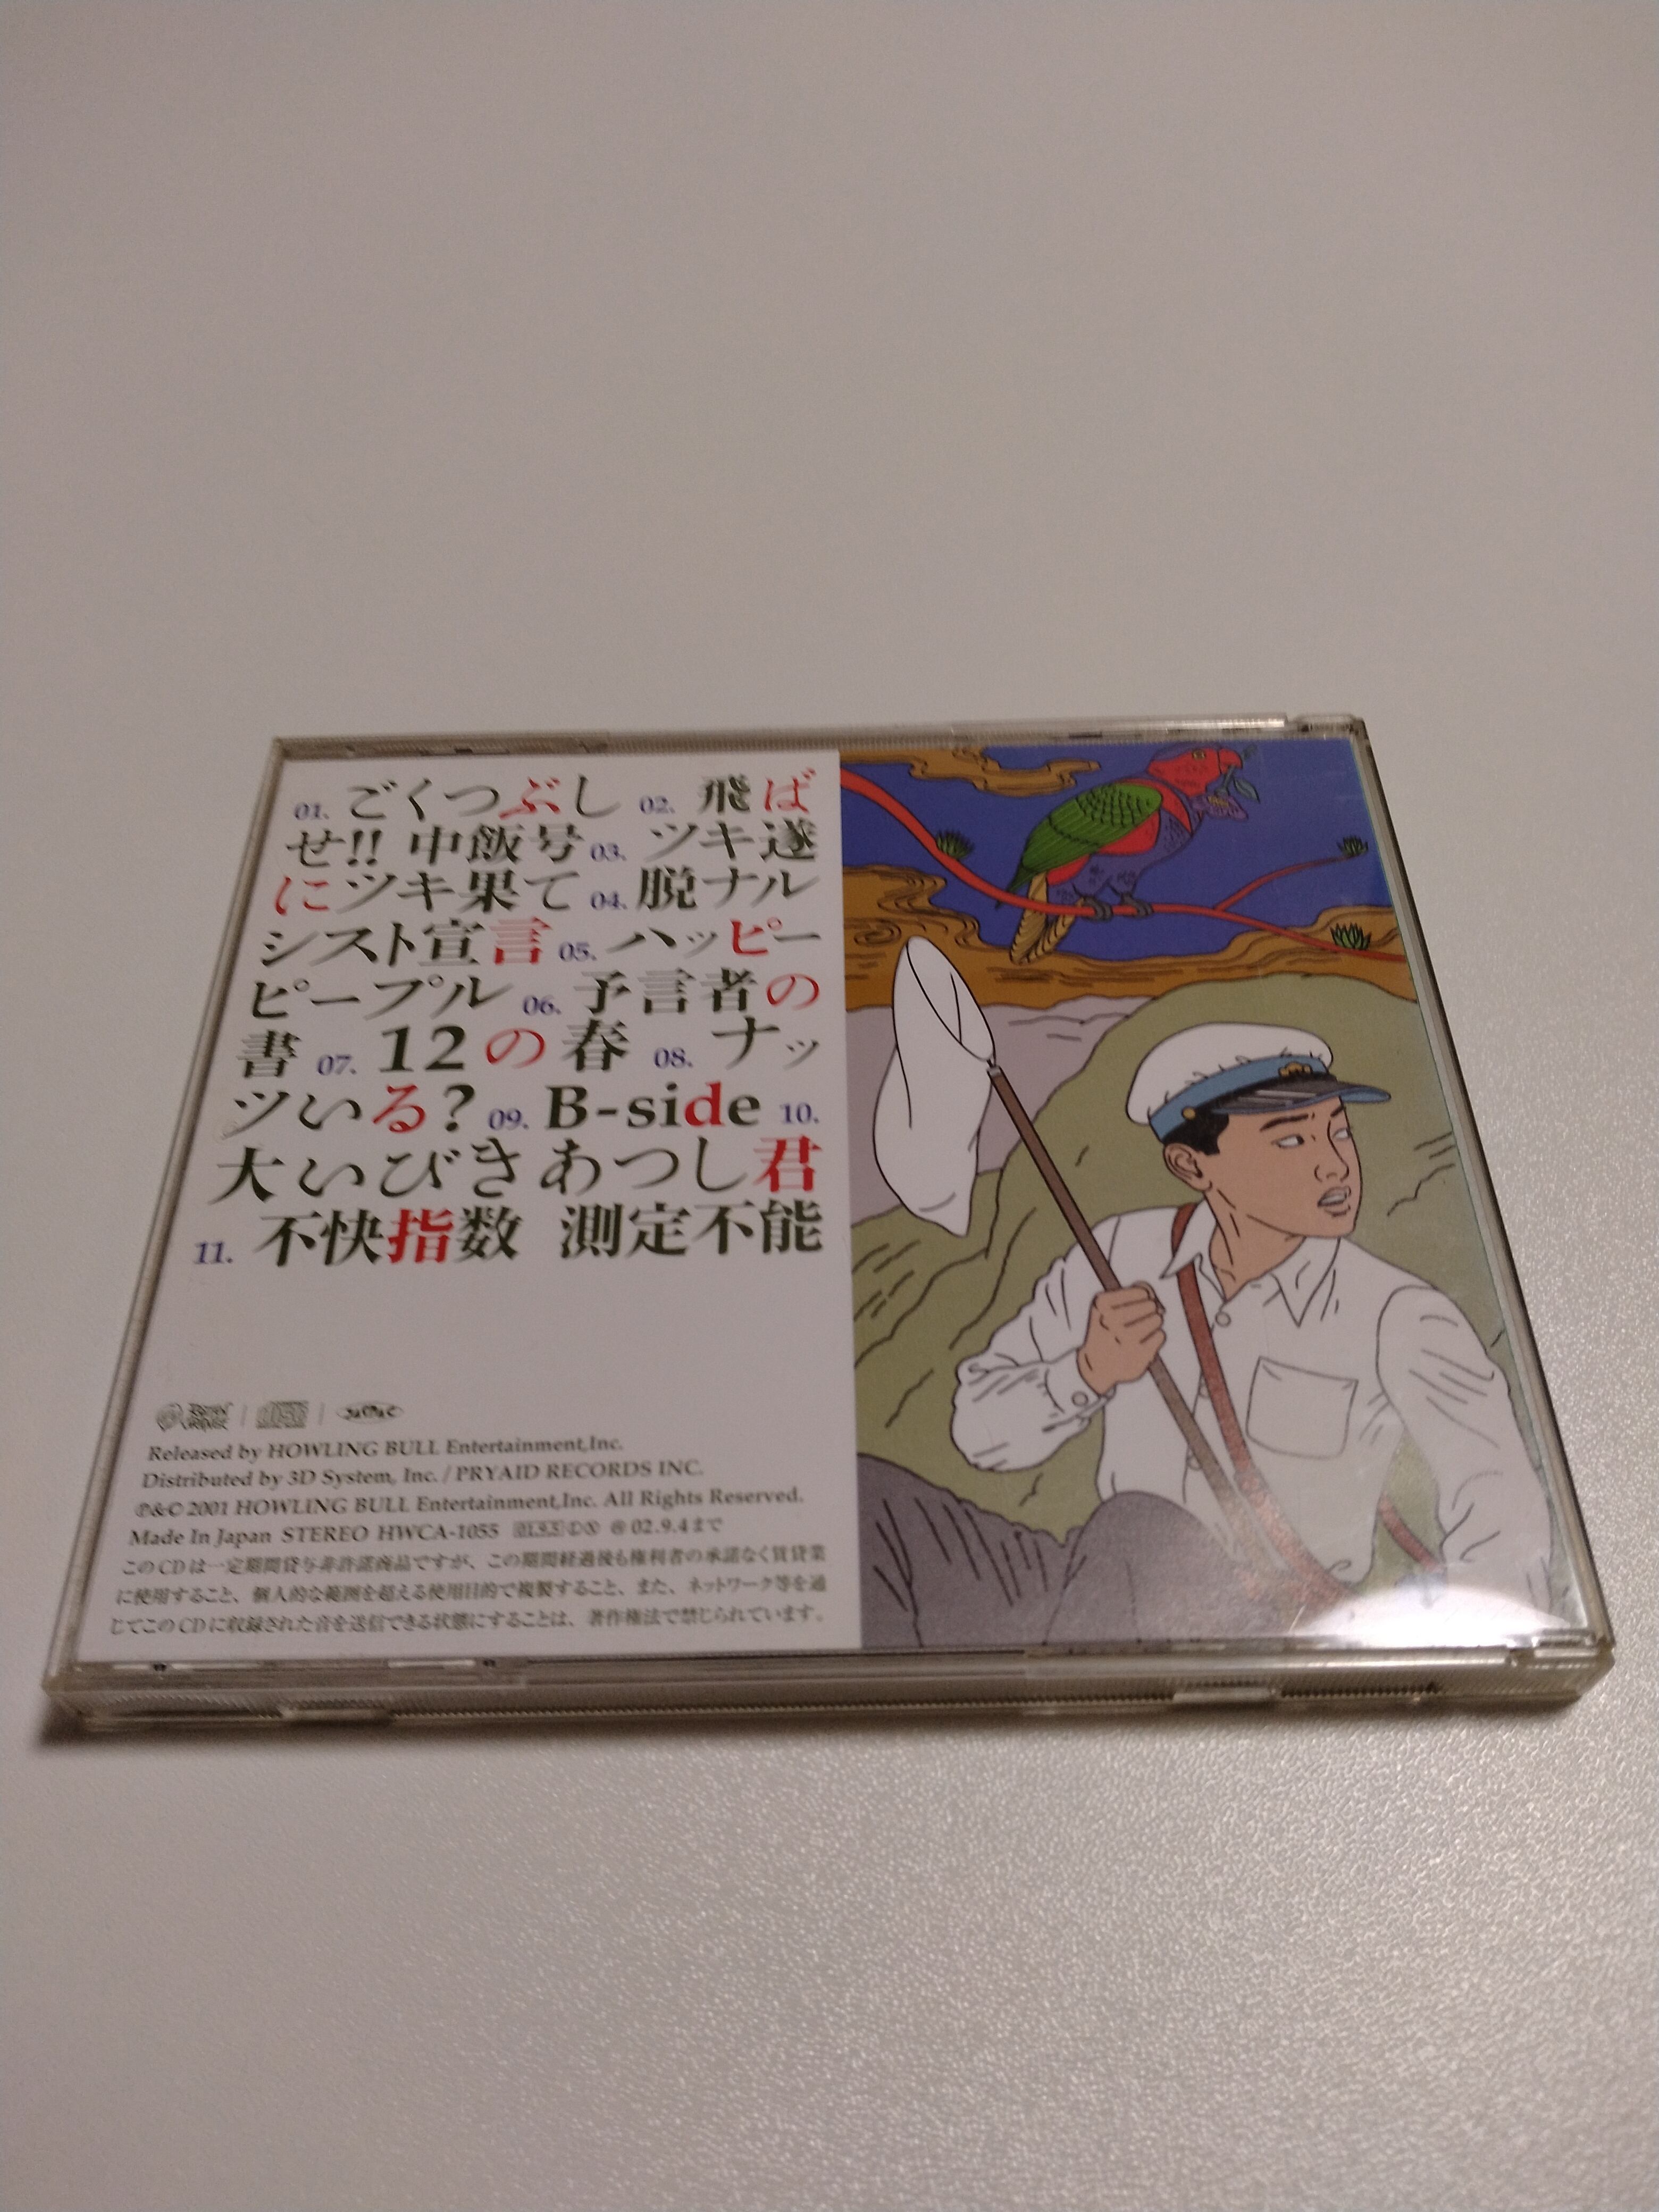 01. ごくつぶし 02. 飛ば
せ!! 中飯号 03. ツキ遂
にツキ果て 04. 脱ナル
シスト宣言 05. ハッピー
ピープル 06. 予言者の
書 07. 12の春 08. ナッ
ツいる? 09. B-side 10.
大いびきあつし君
11. 不快指数 測定不能
Released by HOWLING BULL Entertainment,Inc.
Distributed by 3D System, Inc. / PRYAID RECORDS INC.
℗&© 2001 HOWLING BULL Entertainment,Inc. All Rights Reserved.
Made In Japan STEREO HWCA-1055 02.9.4まで
このCDは一定期間貸与非許諾商品ですが、この期間経過後も権利者の承諾なく賃貸業
に使用すること、個人的な範囲を超える使用目的で複製すること、また、ネットワーク等を通
じてこのCDに収録された音を送信できる状態にすることは、著作権法で禁じられています。